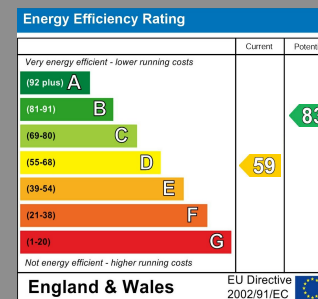 Energy Efficiency Rating
Current
Very energy efficient - lower running costs
(92 plus) A
(81-91) B
(69-80) C
(55-68) D
(39-54) E
(21-38) F
(1-20) G
59
83
Not energy efficient - higher running costs
England & Wales
EU Directive
2002/91/EC